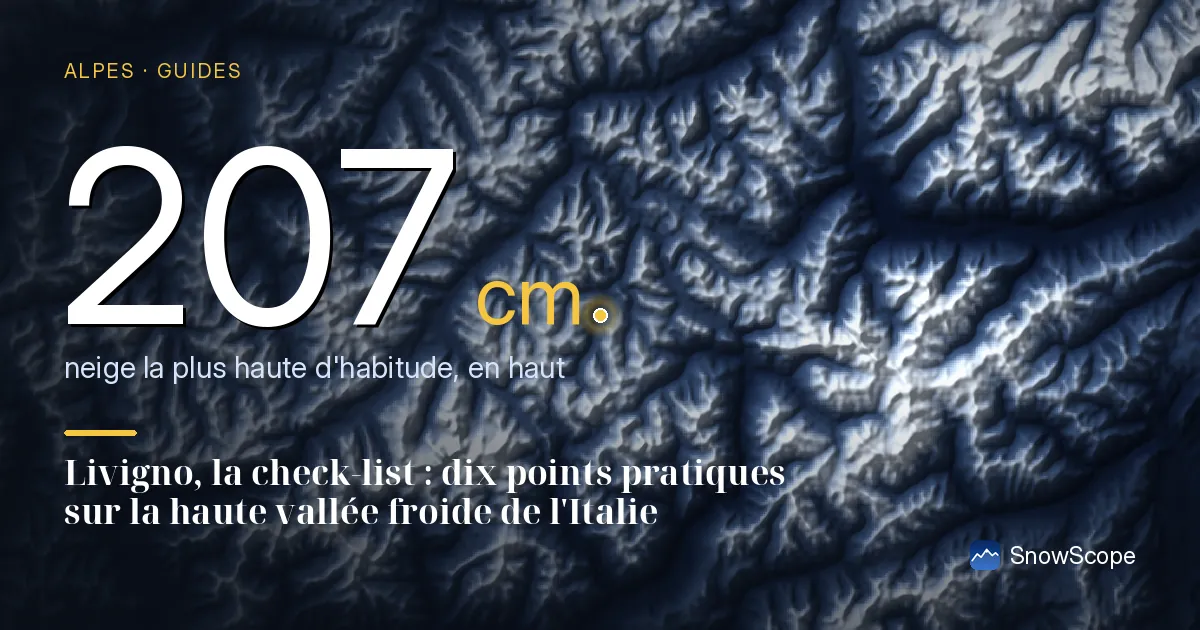 ALPES · GUIDES
207 cm
neige la plus haute d'habitude, en haut
Livigno, la check-list : dix points pratiques
sur la haute vallée froide de l'Italie
SnowScope